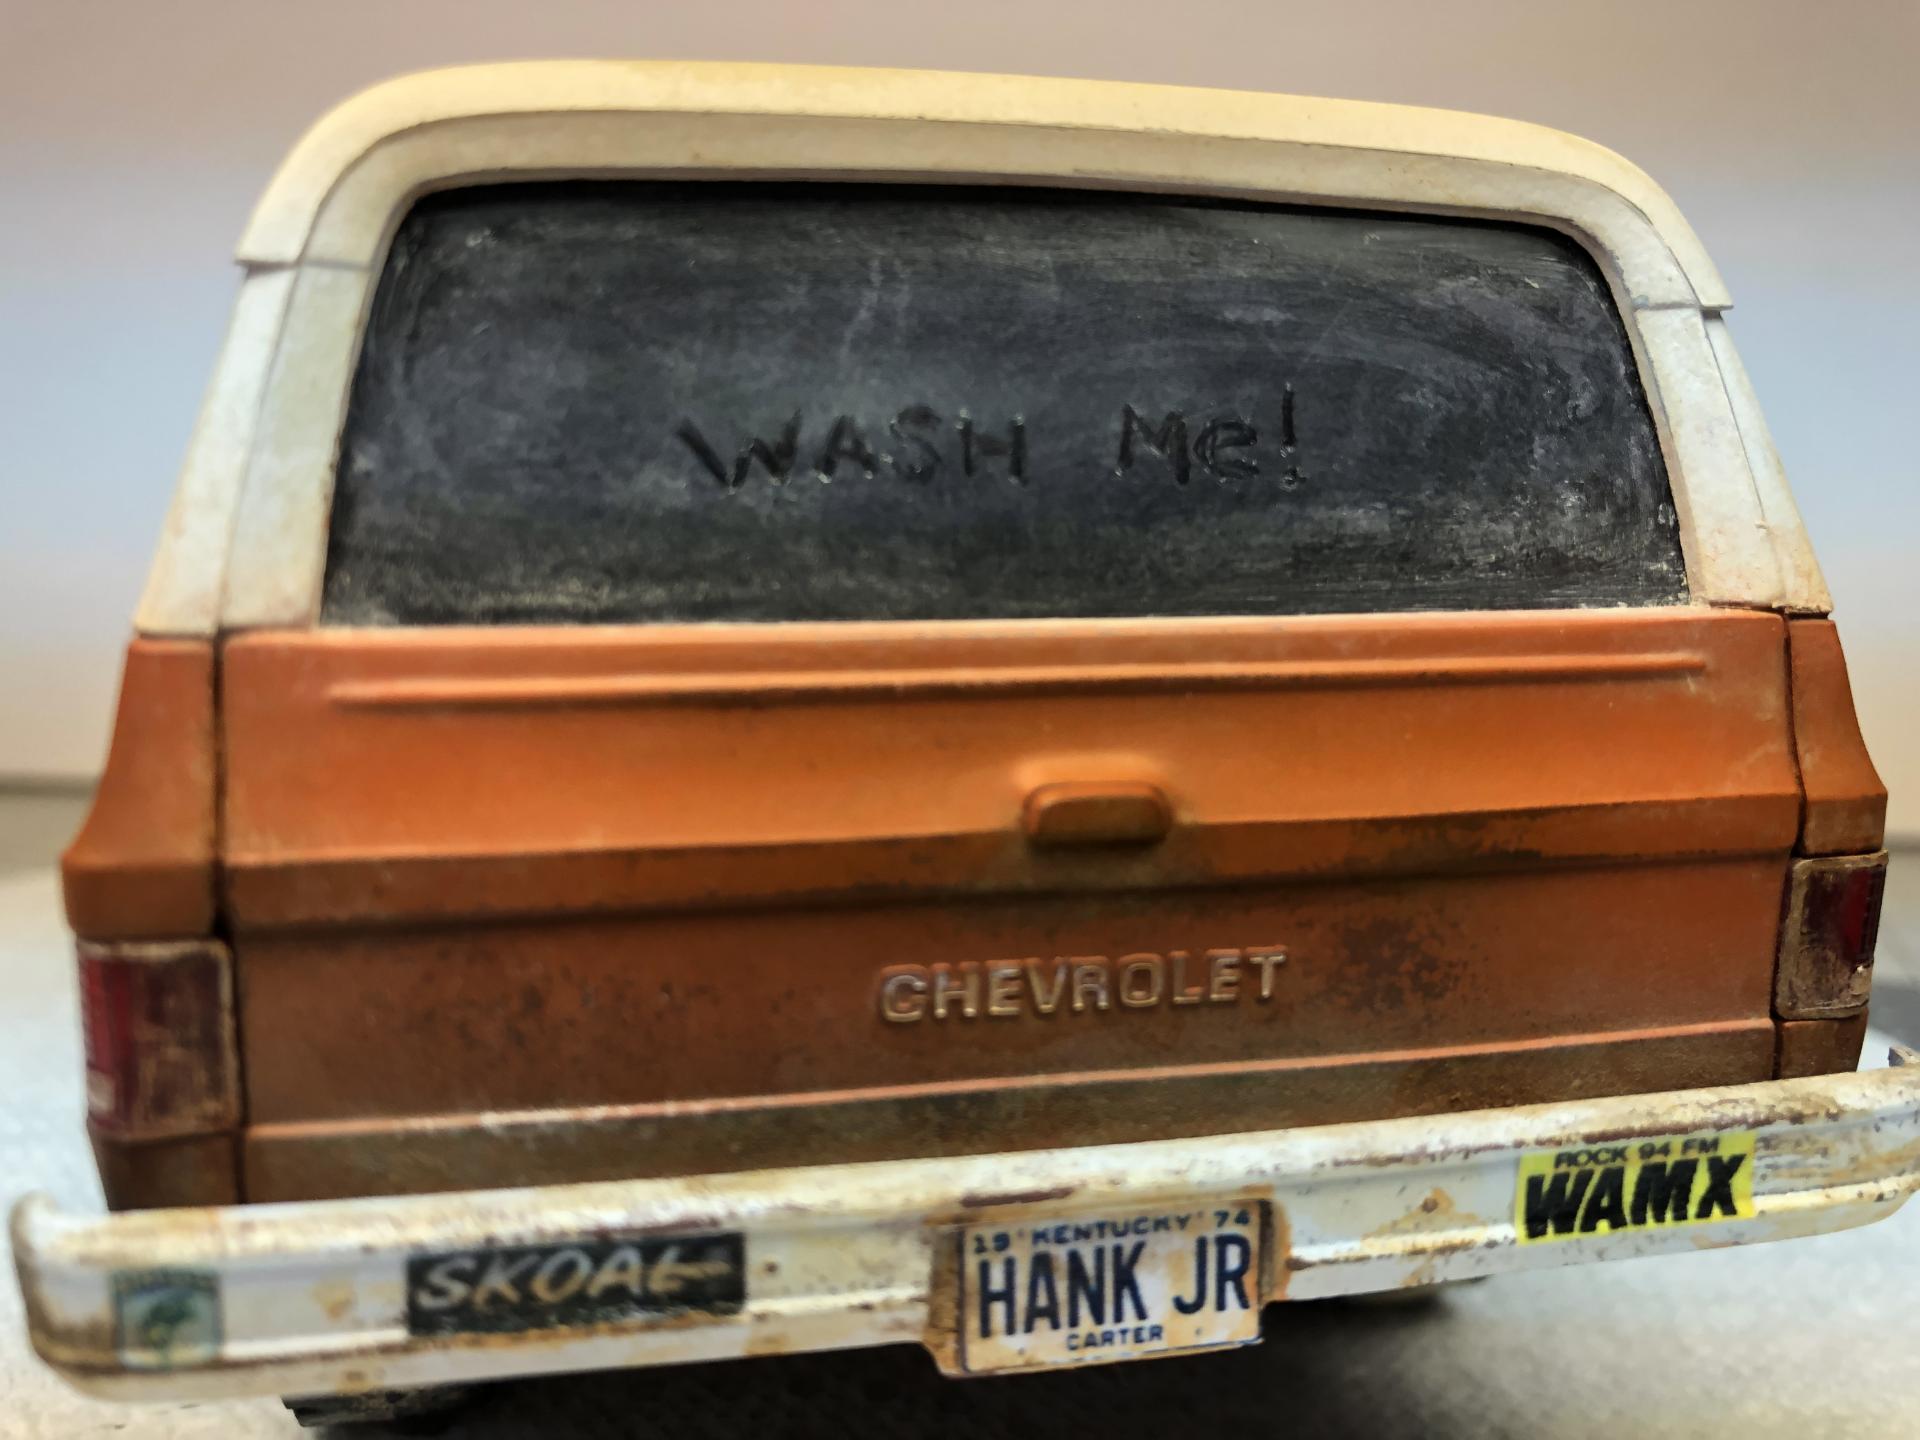 WASH Me!
CHEVROLET
ROCK 94 FM
WAMX
SKOAL
19 KENTUCKY 74
HANK JR
CARTER